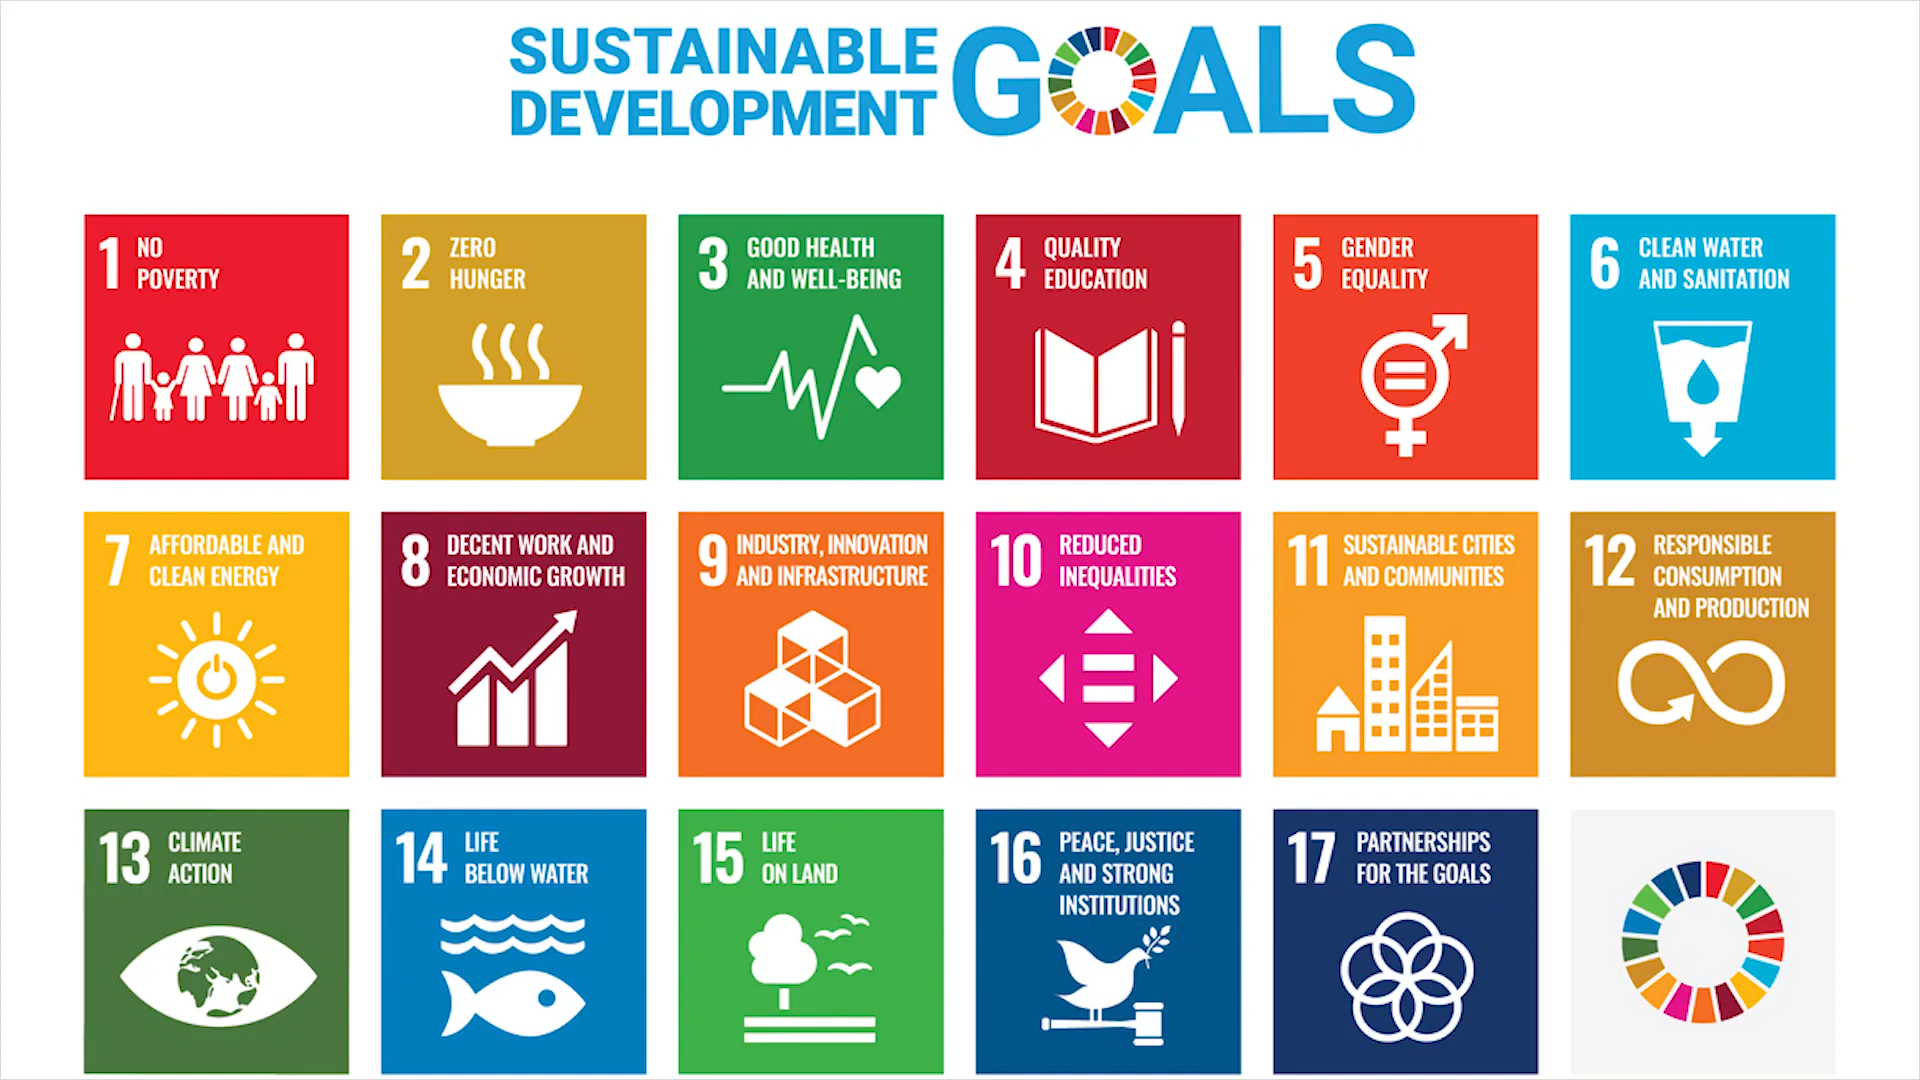 SUSTAINABLE
DEVELOPMENT
GOALS
1 NO
POVERTY
2 ZERO
HUNGER
3 GOOD HEALTH
AND WELL-BEING
4 QUALITY
EDUCATION
5 GENDER
EQUALITY
6 CLEAN WATER
AND SANITATION
7 AFFORDABLE AND
CLEAN ENERGY
8 DECENT WORK AND
ECONOMIC GROWTH
9 INDUSTRY, INNOVATION
AND INFRASTRUCTURE
10 REDUCED
INEQUALITIES
11 SUSTAINABLE CITIES
AND COMMUNITIES
12 RESPONSIBLE
CONSUMPTION
AND PRODUCTION
13 CLIMATE
ACTION
14 LIFE
BELOW WATER
15 LIFE
ON LAND
16 PEACE, JUSTICE
AND STRONG
INSTITUTIONS
17 PARTNERSHIPS
FOR THE GOALS